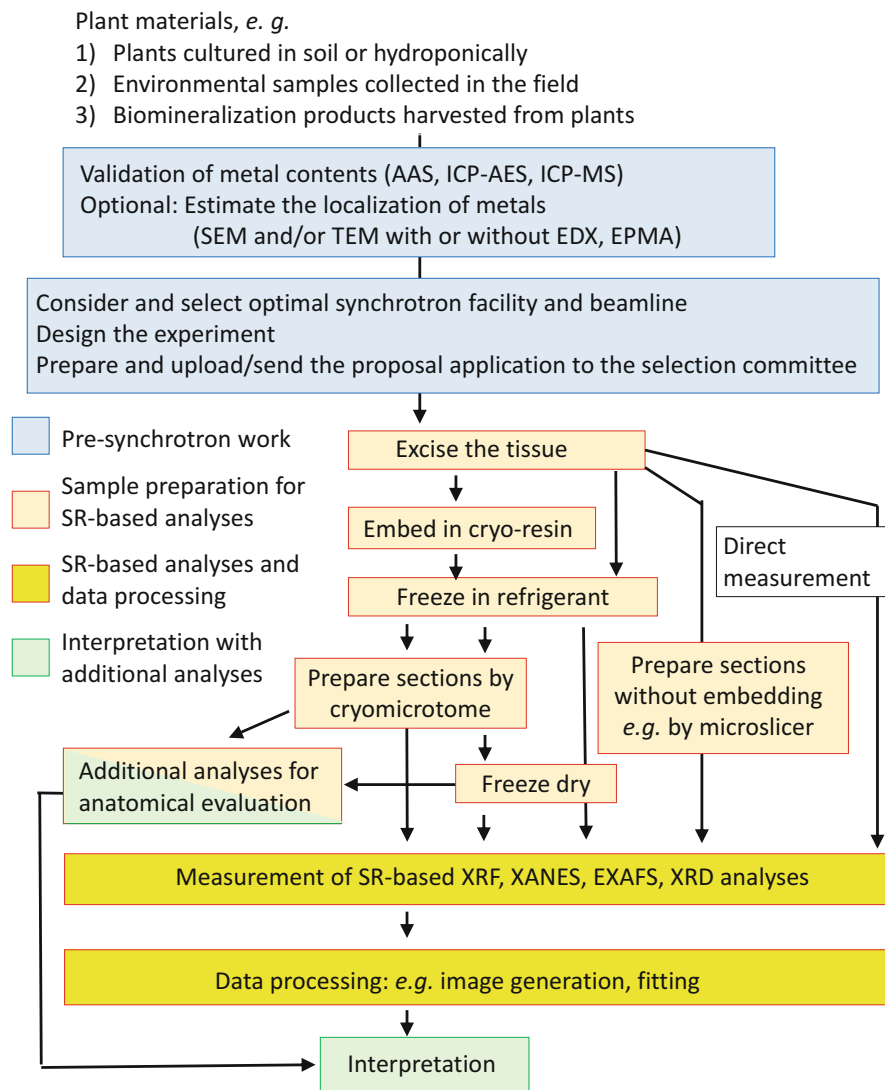 Plant materials, e. g.
1) Plants cultured in soil or hydroponically
2) Environmental samples collected in the field
3) Biomineralization products harvested from plants
Validation of metal contents (AAS, ICP-AES, ICP-MS)
Optional: Estimate the localization of metals
(SEM and/or TEM with or without EDX, EPMA)
Consider and select optimal synchrotron facility and beamline
Design the experiment
Prepare and upload/send the proposal application to the selection committee
Pre-synchrotron work
Sample preparation for
SR-based analyses
SR-based analyses and
data processing
Interpretation with
additional analyses
Excise the tissue
Embed in cryo-resin
Freeze in refrigerant
Direct
measurement
Prepare sections by
cryomicrotome
Prepare sections
without embedding
e.g. by microslicer
Additional analyses for
anatomical evaluation
Freeze dry
Measurement of SR-based XRF, XANES, EXAFS, XRD analyses
Data processing: e.g. image generation, fitting
Interpretation